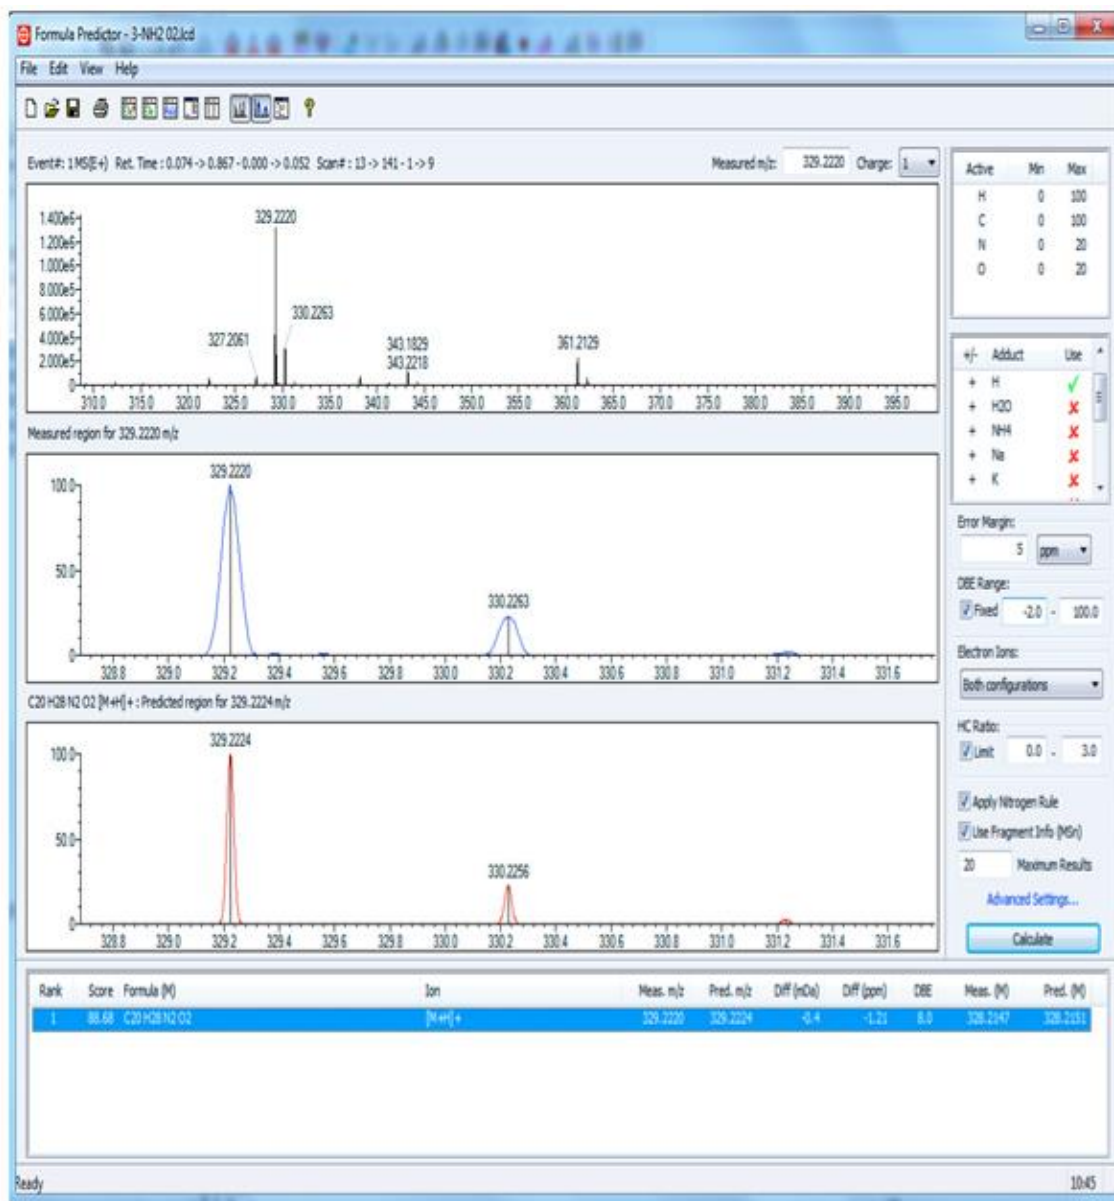 Formula Predictor - 3-NH2 02.lcd
File Edit View Help
Event#: 1 MS(E+) Ret. Time : 0.074 -> 0.867 - 0.000 -> 0.052 Scan# : 13 -> 141 - 1 -> 9
Measured m/z: 329.2220 Charge: 1
1.400e6
1.200e6
1.000e6
8.000e5
6.000e5
4.000e5
2.000e5
0
329.2220
330.2263
327.2061
343.1829
343.2218
361.2129
310.0 315.0 320.0 325.0 330.0 335.0 340.0 345.0 350.0 355.0 360.0 365.0 370.0 375.0 380.0 385.0 390.0 395.0
Measured region for 329.2220 m/z
329.2220
100.0
50.0
0
330.2263
328.8 329.0 329.2 329.4 329.6 329.8 330.0 330.2 330.4 330.6 330.8 331.0 331.2 331.4 331.6
C20 H28 N2 O2 [M+H]+ : Predicted region for 329.2224 m/z
329.2224
100.0
50.0
0
330.2256
328.8 329.0 329.2 329.4 329.6 329.8 330.0 330.2 330.4 330.6 330.8 331.0 331.2 331.4 331.6
Active Min Max
H 0 100
C 0 100
N 0 20
O 0 20
+/- Adduct Use
+ H
+ H2O
+ NH4
+ Na
+ K
Error Margin:
5 ppm
DBE Range:
Fixed -2.0 - 100.0
Electron Ions:
Both configurations
HC Ratio:
Limit 0.0 - 3.0
Apply Nitrogen Rule
Use Fragment Info (MSn)
20 Maximum Results
Advanced Settings...
Calculate
Rank Score Formula (M) Ion Meas. m/z Pred. m/z Diff (mDa) Diff (ppm) DBE Meas. (M) Pred. (M)
1 88.68 C20 H28 N2 O2 [M+H]+ 329.2220 329.2224 -0.4 -1.21 8.0 328.2147 328.2151
Ready 10:45